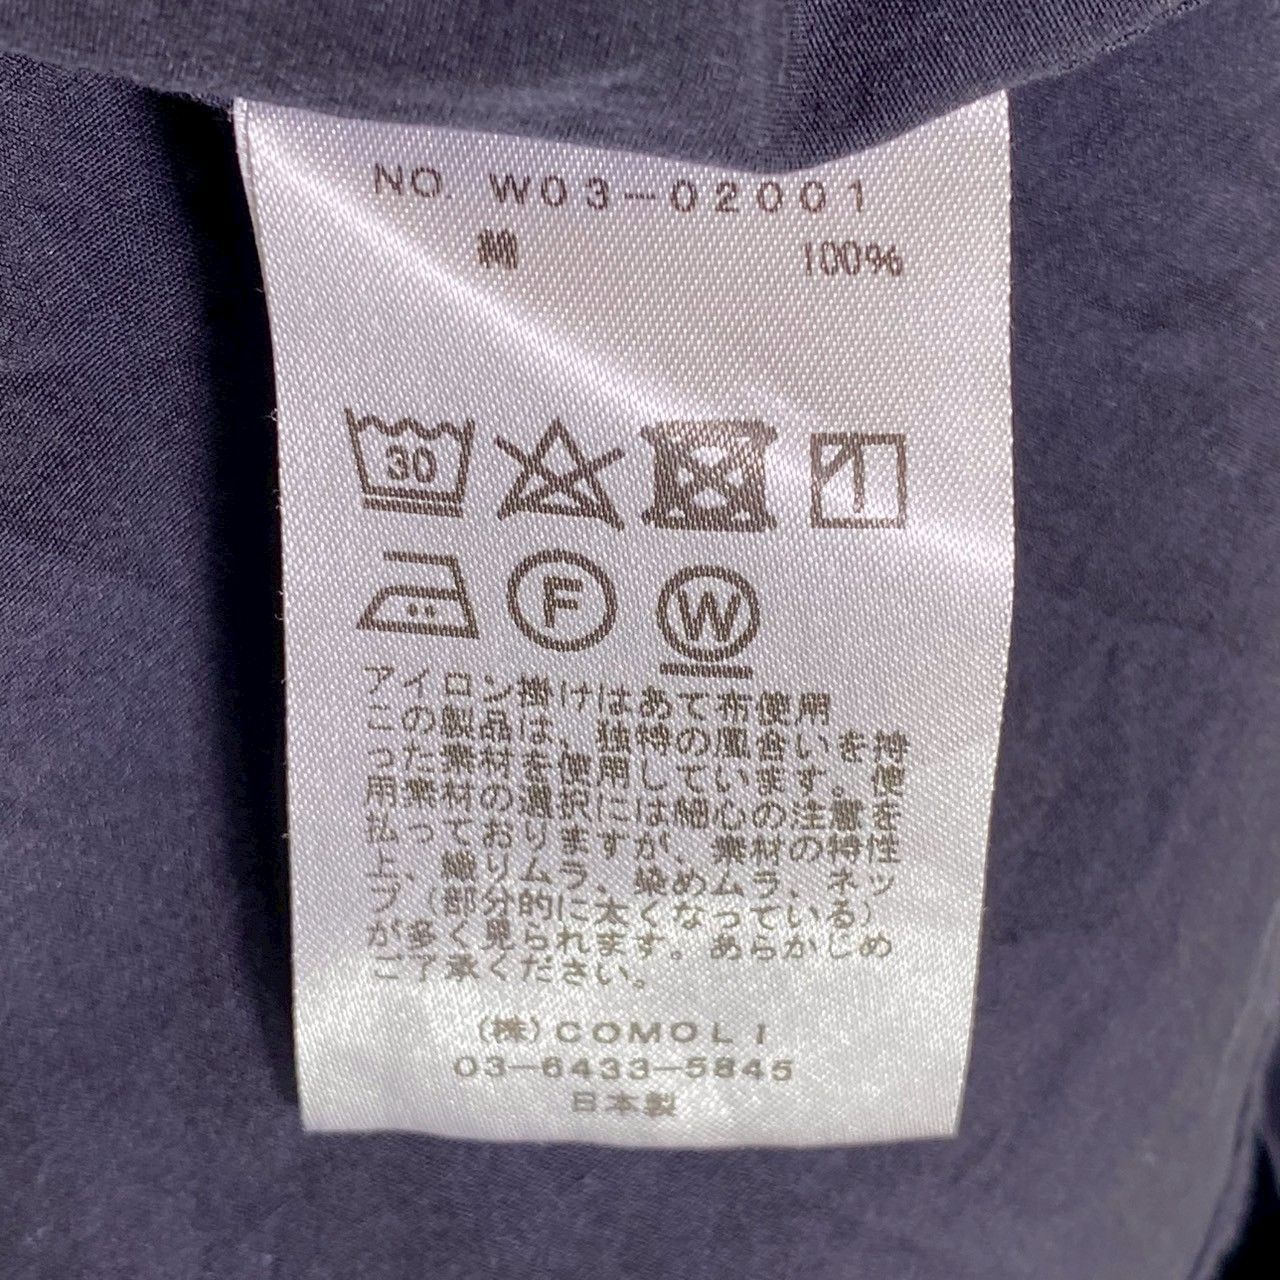 NO. W03-02001
綿 100%
30
F
W
アイロン掛けはあて布使用
この製品は、独特の風合いを持
った素材を使用しています。使
用素材の選択には細心の注意を
払っておりますが、素材の特性
上、織りムラ、染めムラ、ネッ
プ(部分的に太くなっている)
が多く見られます。あらかじめ
ご了承ください。
(株)COMOLI
03-6433-5845
日本製